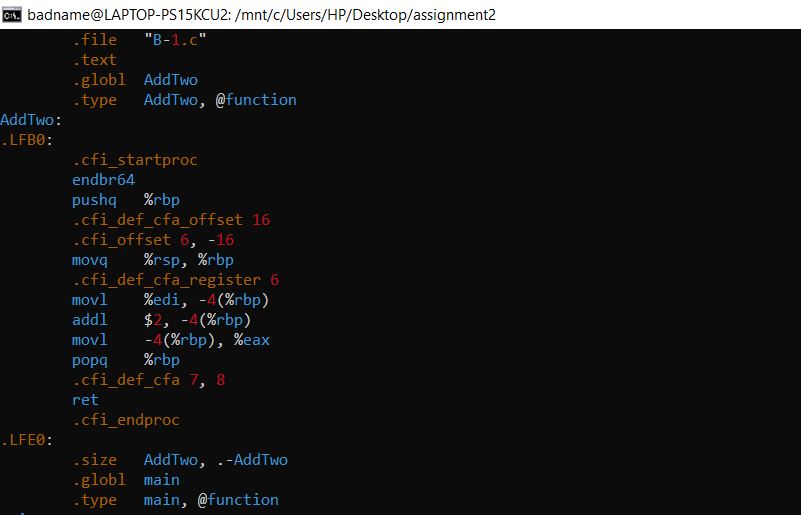 badname@LAPTOP-PS15KCU2: /mnt/c/Users/HP/Desktop/assignment2
.file "B-1.c"
.text
.globl AddTwo
.type AddTwo, @function
AddTwo:
.LFB0:
.cfi_startproc
endbr64
pushq %rbp
.cfi_def_cfa_offset 16
.cfi_offset 6, -16
movq %rsp, %rbp
.cfi_def_cfa_register 6
movl %edi, -4(%rbp)
addl $2, -4(%rbp)
movl -4(%rbp), %eax
popq %rbp
.cfi_def_cfa 7, 8
ret
.cfi_endproc
.LFE0:
.size AddTwo, .-AddTwo
.globl main
.type main, @function